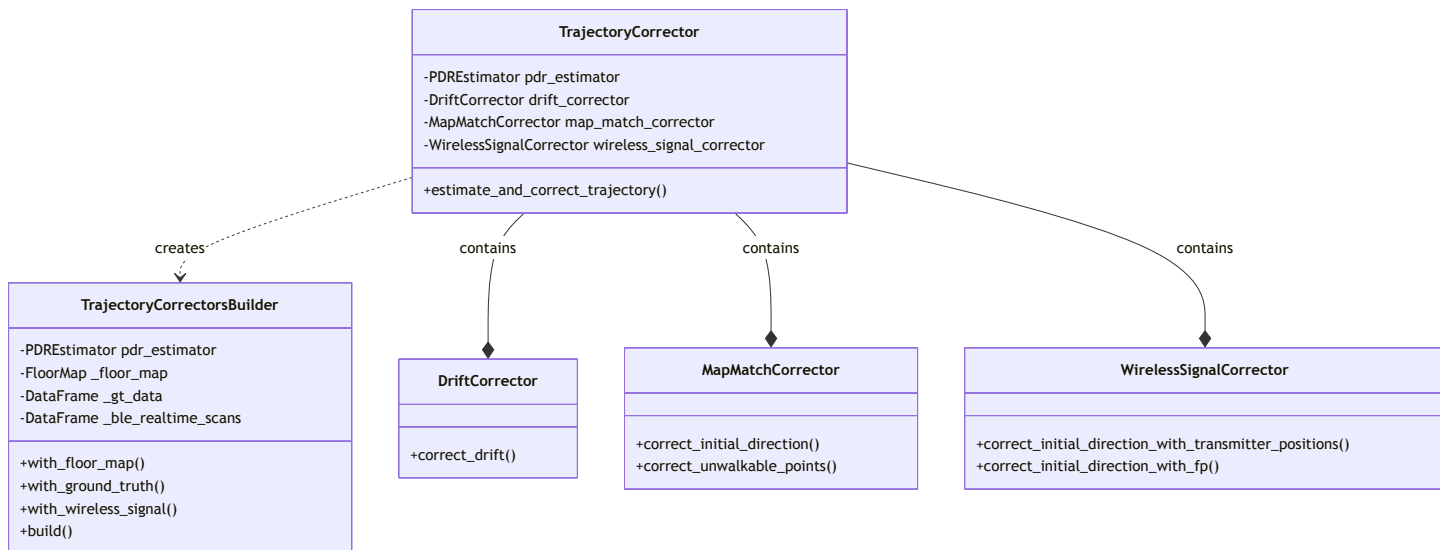 TrajectoryCorrector
-PDREstimator pdr_estimator
-DriftCorrector drift_corrector
-MapMatchCorrector map_match_corrector
-WirelessSignalCorrector wireless_signal_corrector
+estimate_and_correct_trajectory()
creates
contains
contains
contains
TrajectoryCorrectorsBuilder
-PDREstimator pdr_estimator
-FloorMap _floor_map
-DataFrame _gt_data
-DataFrame _ble_realtime_scans
+with_floor_map()
+with_ground_truth()
+with_wireless_signal()
+build()
DriftCorrector
+correct_drift()
MapMatchCorrector
+correct_initial_direction()
+correct_unwalkable_points()
WirelessSignalCorrector
+correct_initial_direction_with_transmitter_positions()
+correct_initial_direction_with_fp()